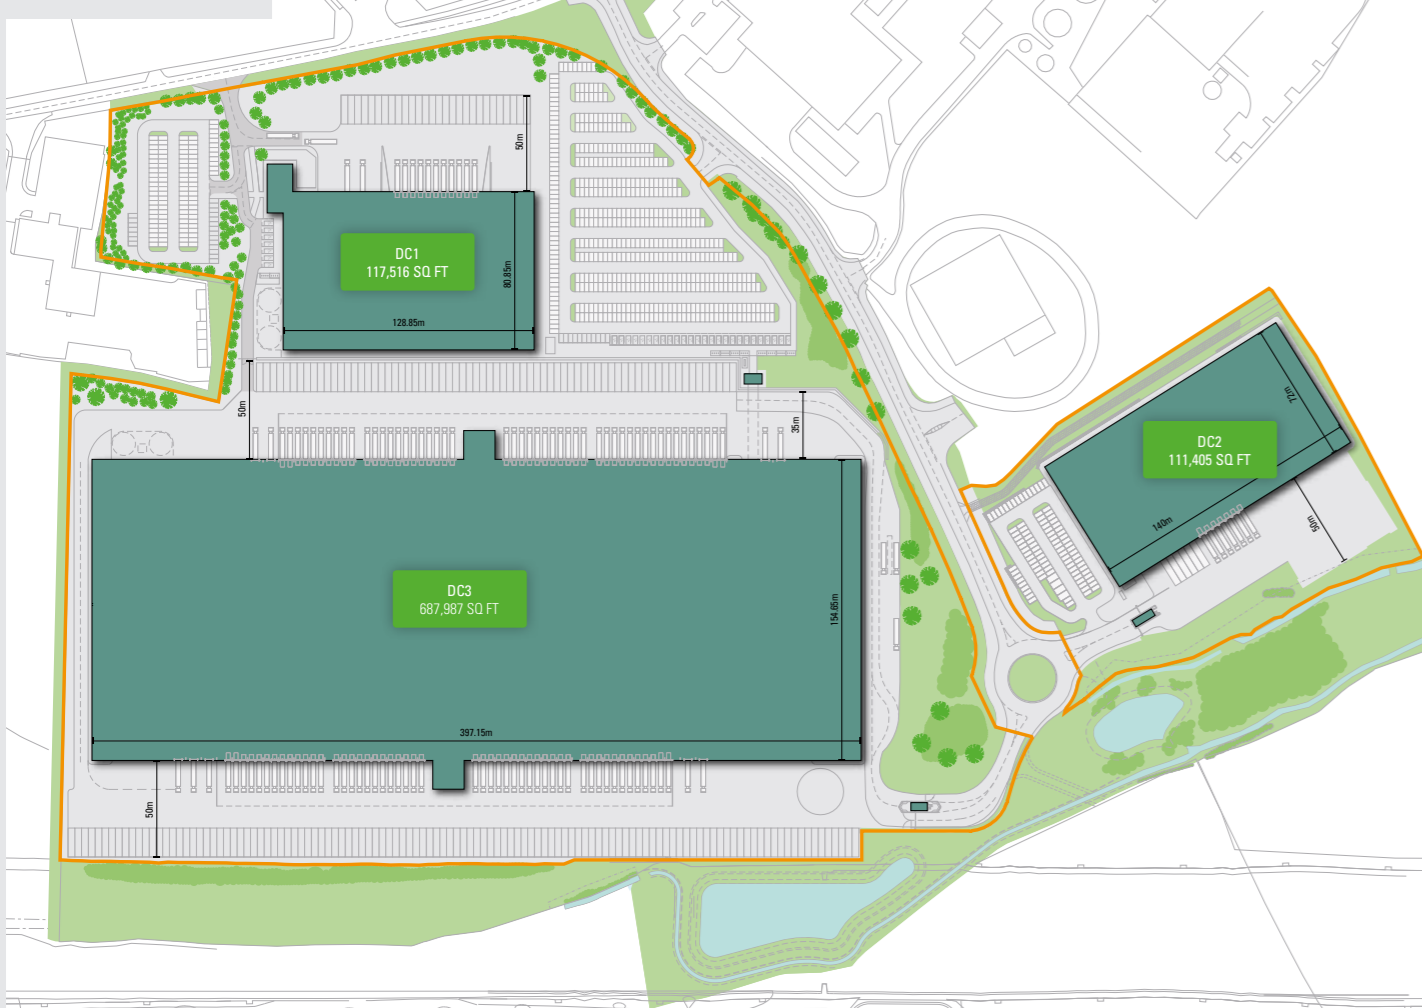 50m
DC1
117,516 SQ FT
80.85m
128.85m
50m
35m
72m
DC2
111,405 SQ FT
140m
50m
DC3
687,987 SQ FT
154.65m
397.15m
50m